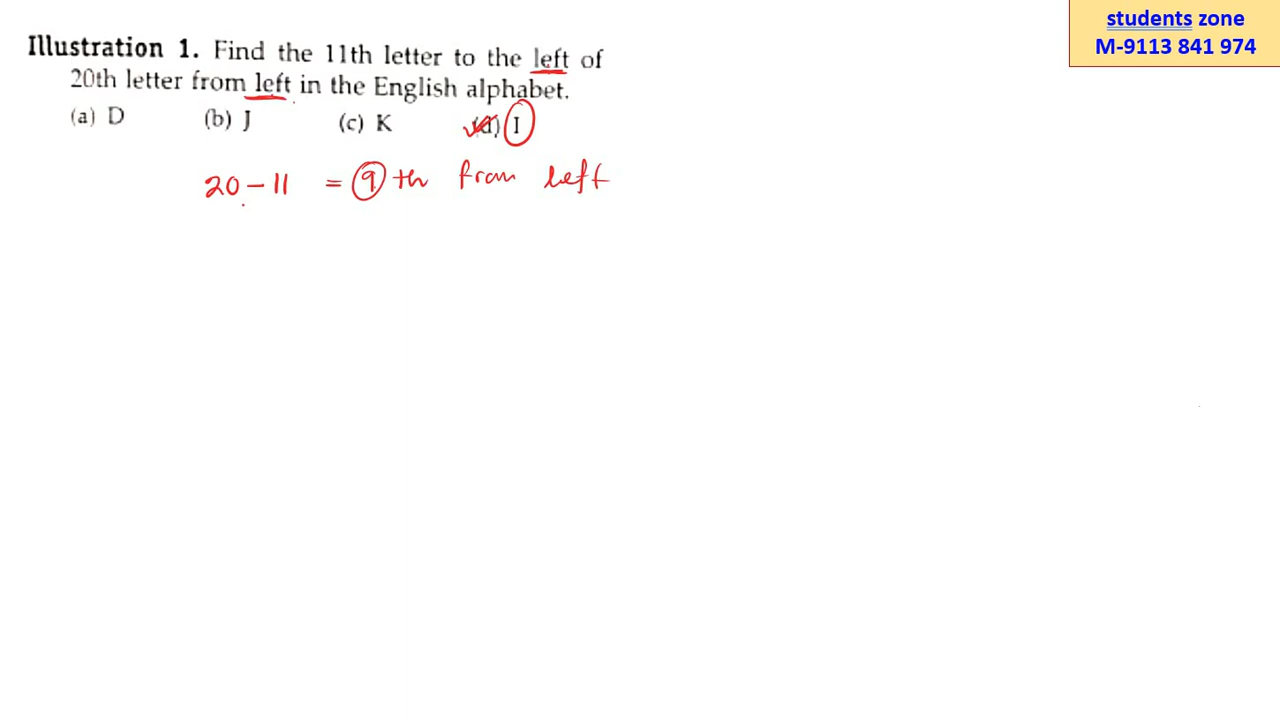 Illustration 1. Find the 11th letter to the left of
20th letter from left in the English alphabet.
(a) D (b) J (c) K (d) I
20 - 11 = 9 th from left
students zone
M-9113 841 974